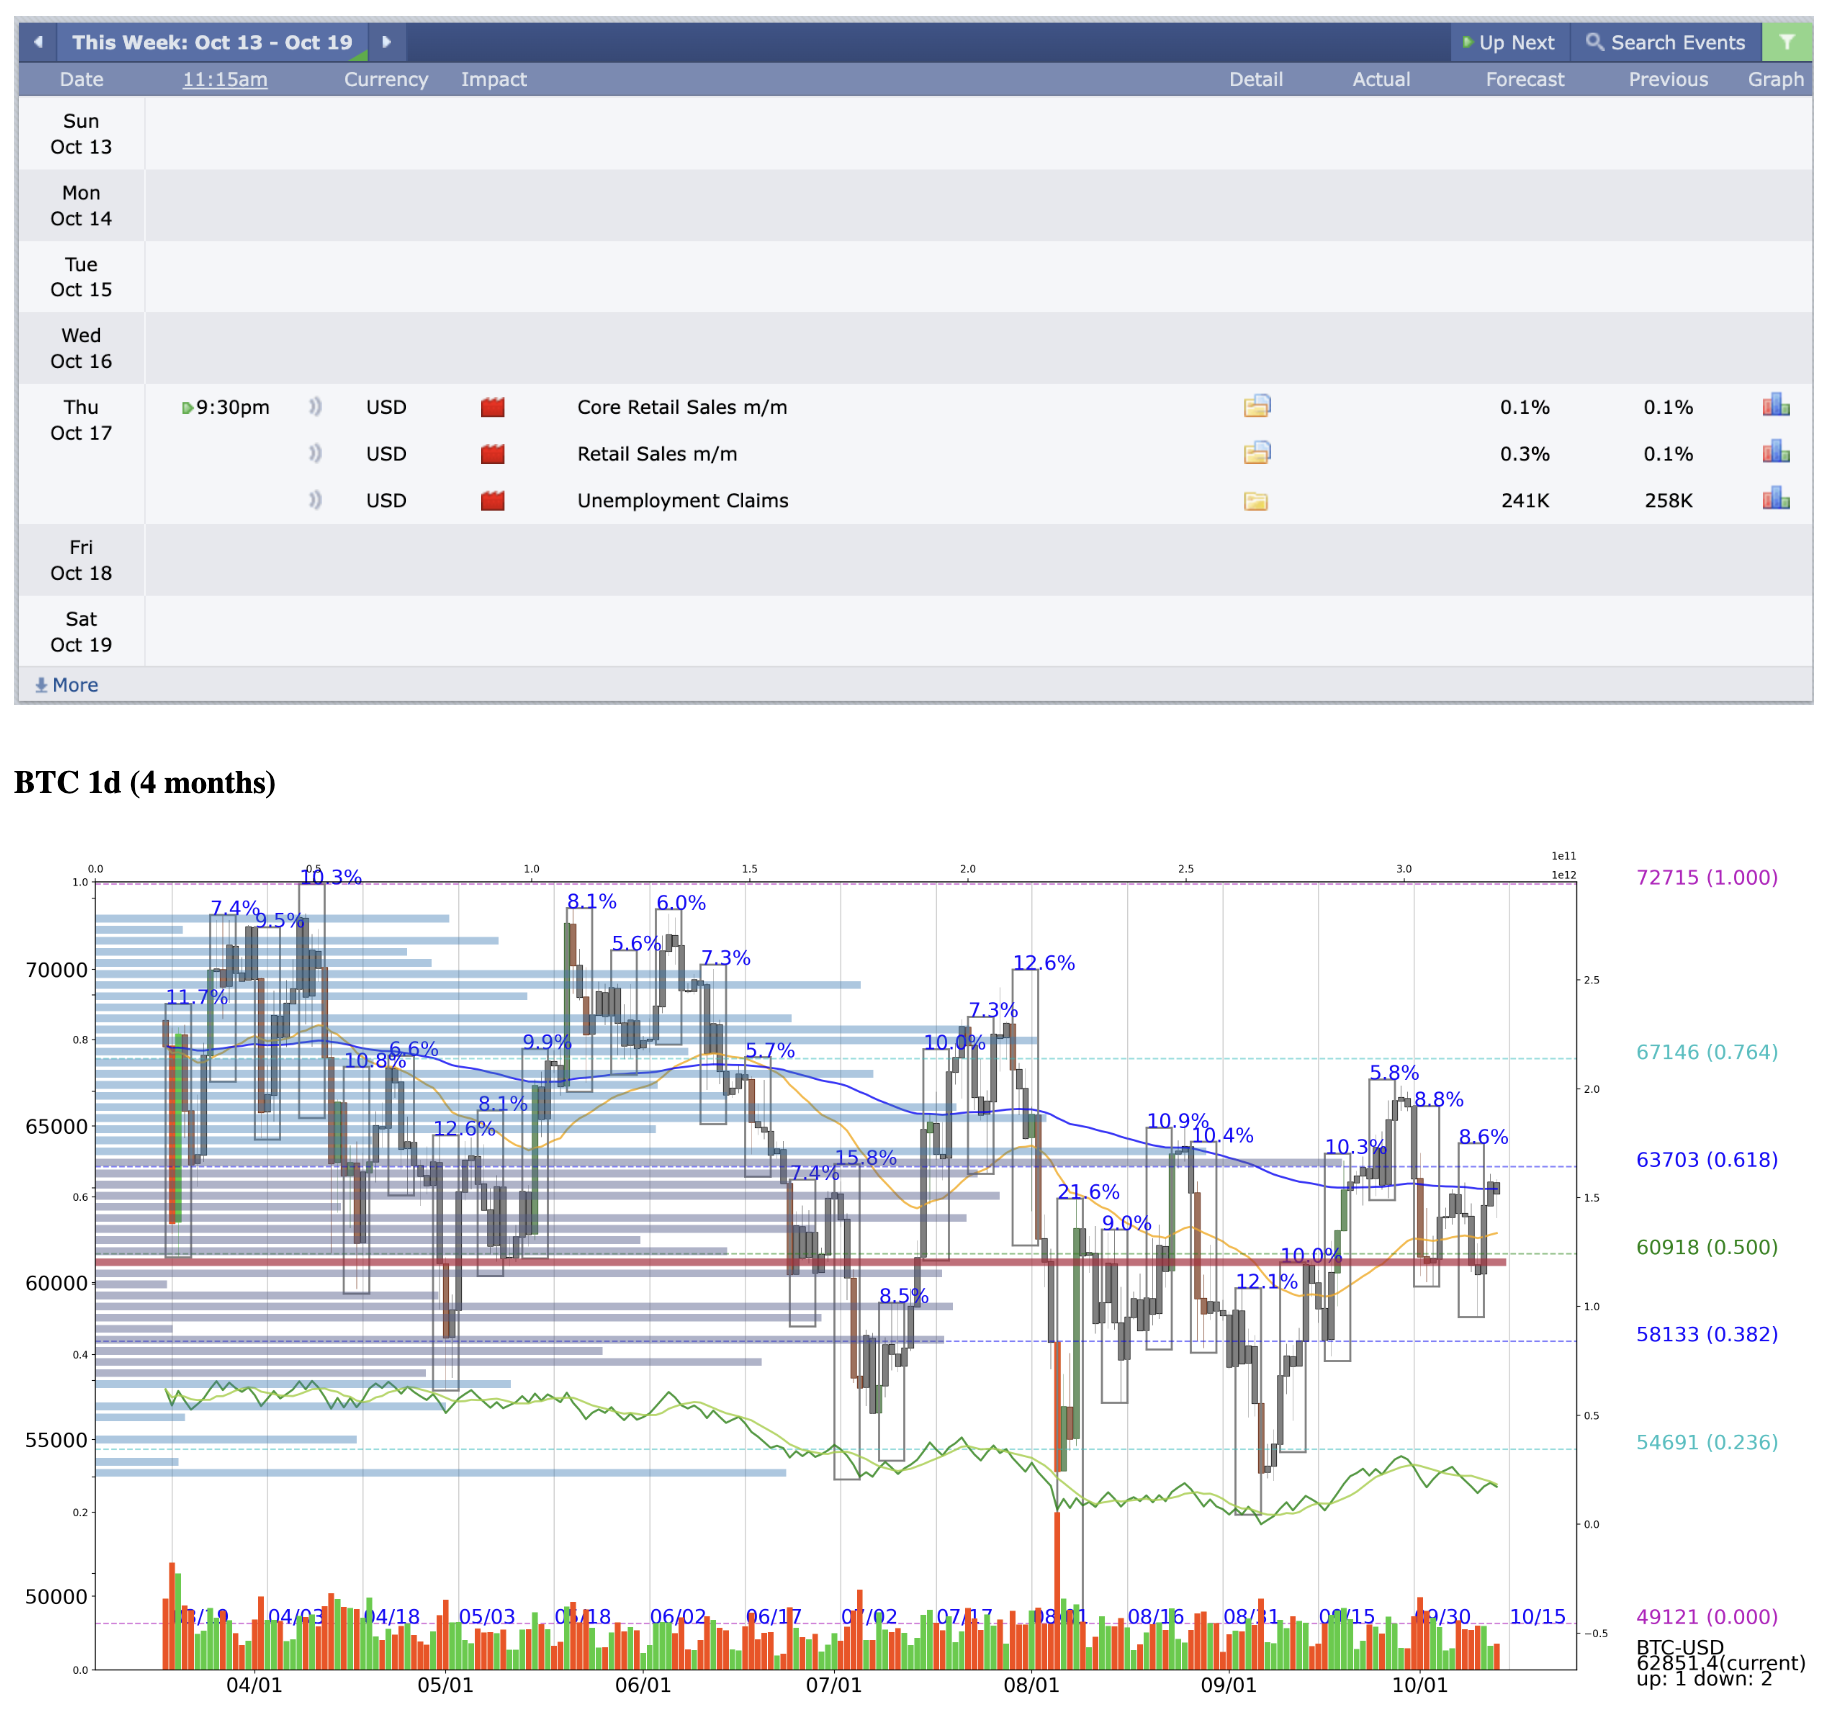 This Week: Oct 13 - Oct 19 Up Next Search Events
Date 11:15am Currency Impact Detail Actual Forecast Previous Graph
Sun
Oct 13
Mon
Oct 14
Tue
Oct 15
Wed
Oct 16
Thu
Oct 17
9:30pm USD Core Retail Sales m/m 0.1% 0.1%
USD Retail Sales m/m 0.3% 0.1%
USD Unemployment Claims 241K 258K
Fri
Oct 18
Sat
Oct 19
More
BTC 1d (4 months)
0.0 0.5 1.0 1.5 2.0 2.5 3.0 1e11
1e12
1.0
0.8
0.6
0.4
0.2
0.0
70000
65000
60000
55000
50000
11.7%
7.4%
9.5%
10.3%
10.8%
6.6%
12.6%
8.1%
9.9%
8.1%
5.6%
6.0%
7.3%
5.7%
7.4%
15.8%
8.5%
10.0%
7.3%
12.6%
21.6%
9.0%
10.9%
10.4%
12.1%
10.0%
10.3%
5.8%
8.8%
8.6%
2.5
2.0
1.5
1.0
0.5
0.0
−0.5
72715 (1.000)
67146 (0.764)
63703 (0.618)
60918 (0.500)
58133 (0.382)
54691 (0.236)
49121 (0.000)
04/03 04/18 05/03 05/18 06/02 06/17 07/02 07/17 08/16 08/31 09/15 09/30 10/15
BTC-USD
62851.4(current)
up: 1 down: 2
04/01 05/01 06/01 07/01 08/01 09/01 10/01